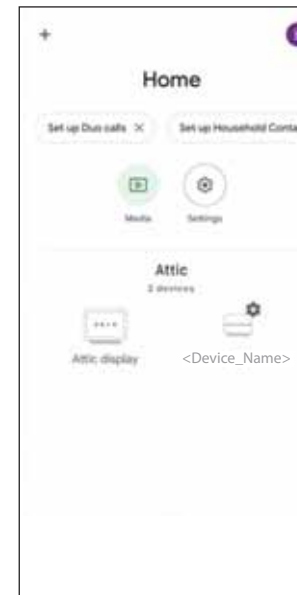 +
Home
Set up Duo calls ×
Set up Household Conta
Media
Settings
Attic
2 devices
Attic display
<Device_Name>